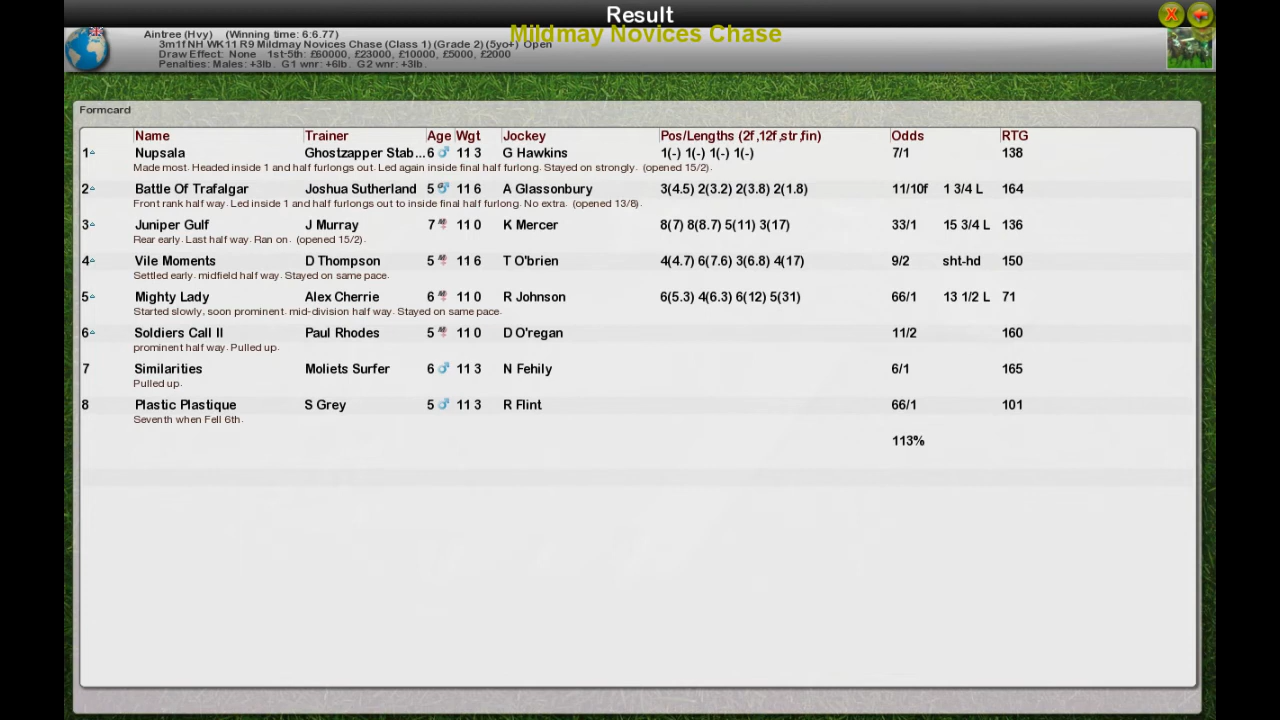 Result
Mildmay Novices Chase
Aintree (Hvy) (Winning time: 6:6.77)
3m1f NH WK11 R9 Mildmay Novices Chase (Class 1) (Grade 2) (5yo+) Open
Draw Effect: None 1st-5th: £60000, £23000, £10000, £5000, £2000
Penalties: Males: +3lb. G1 wnr: +6lb. G2 wnr: +3lb.
Formcard
Name Trainer Age Wgt Jockey Pos/Lengths (2f,12f,str,fin) Odds RTG
1 Nupsala Ghostzapper Stab... 6 11 3 G Hawkins 1(-) 1(-) 1(-) 1(-) 7/1 138
Made most. Headed inside 1 and half furlongs out. Led again inside final half furlong. Stayed on strongly. (opened 15/2).
2 Battle Of Trafalgar Joshua Sutherland 5 11 6 A Glassonbury 3(4.5) 2(3.2) 2(3.8) 2(1.8) 11/10f 1 3/4 L 164
Front rank half way. Led inside 1 and half furlongs out to inside final half furlong. No extra. (opened 13/8).
3 Juniper Gulf J Murray 7 11 0 K Mercer 8(7) 8(8.7) 5(11) 3(17) 33/1 15 3/4 L 136
Rear early. Last half way. Ran on. (opened 15/2).
4 Vile Moments D Thompson 5 11 6 T O'brien 4(4.7) 6(7.6) 3(6.8) 4(17) 9/2 sht-hd 150
Settled early. midfield half way. Stayed on same pace.
5 Mighty Lady Alex Cherrie 6 11 0 R Johnson 6(5.3) 4(6.3) 6(12) 5(31) 66/1 13 1/2 L 71
Started slowly, soon prominent. mid-division half way. Stayed on same pace.
6 Soldiers Call II Paul Rhodes 5 11 0 D O'regan 11/2 160
prominent half way. Pulled up.
7 Similarities Moliets Surfer 6 11 3 N Fehily 6/1 165
Pulled up.
8 Plastic Plastique S Grey 5 11 3 R Flint 66/1 101
Seventh when Fell 6th.
113%